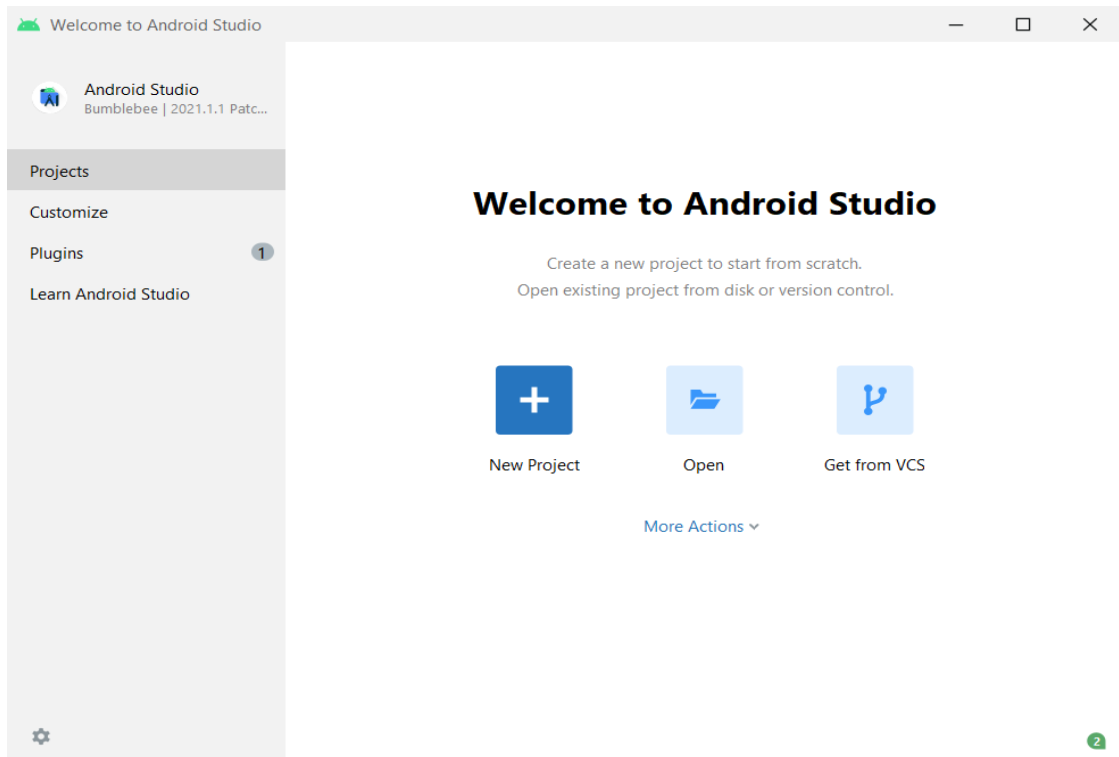 Welcome to Android Studio
Android Studio
Bumblebee | 2021.1.1 Patc...
Projects
Customize
Plugins 1
Learn Android Studio
Welcome to Android Studio
Create a new project to start from scratch.
Open existing project from disk or version control.
New Project Open Get from VCS
More Actions
2